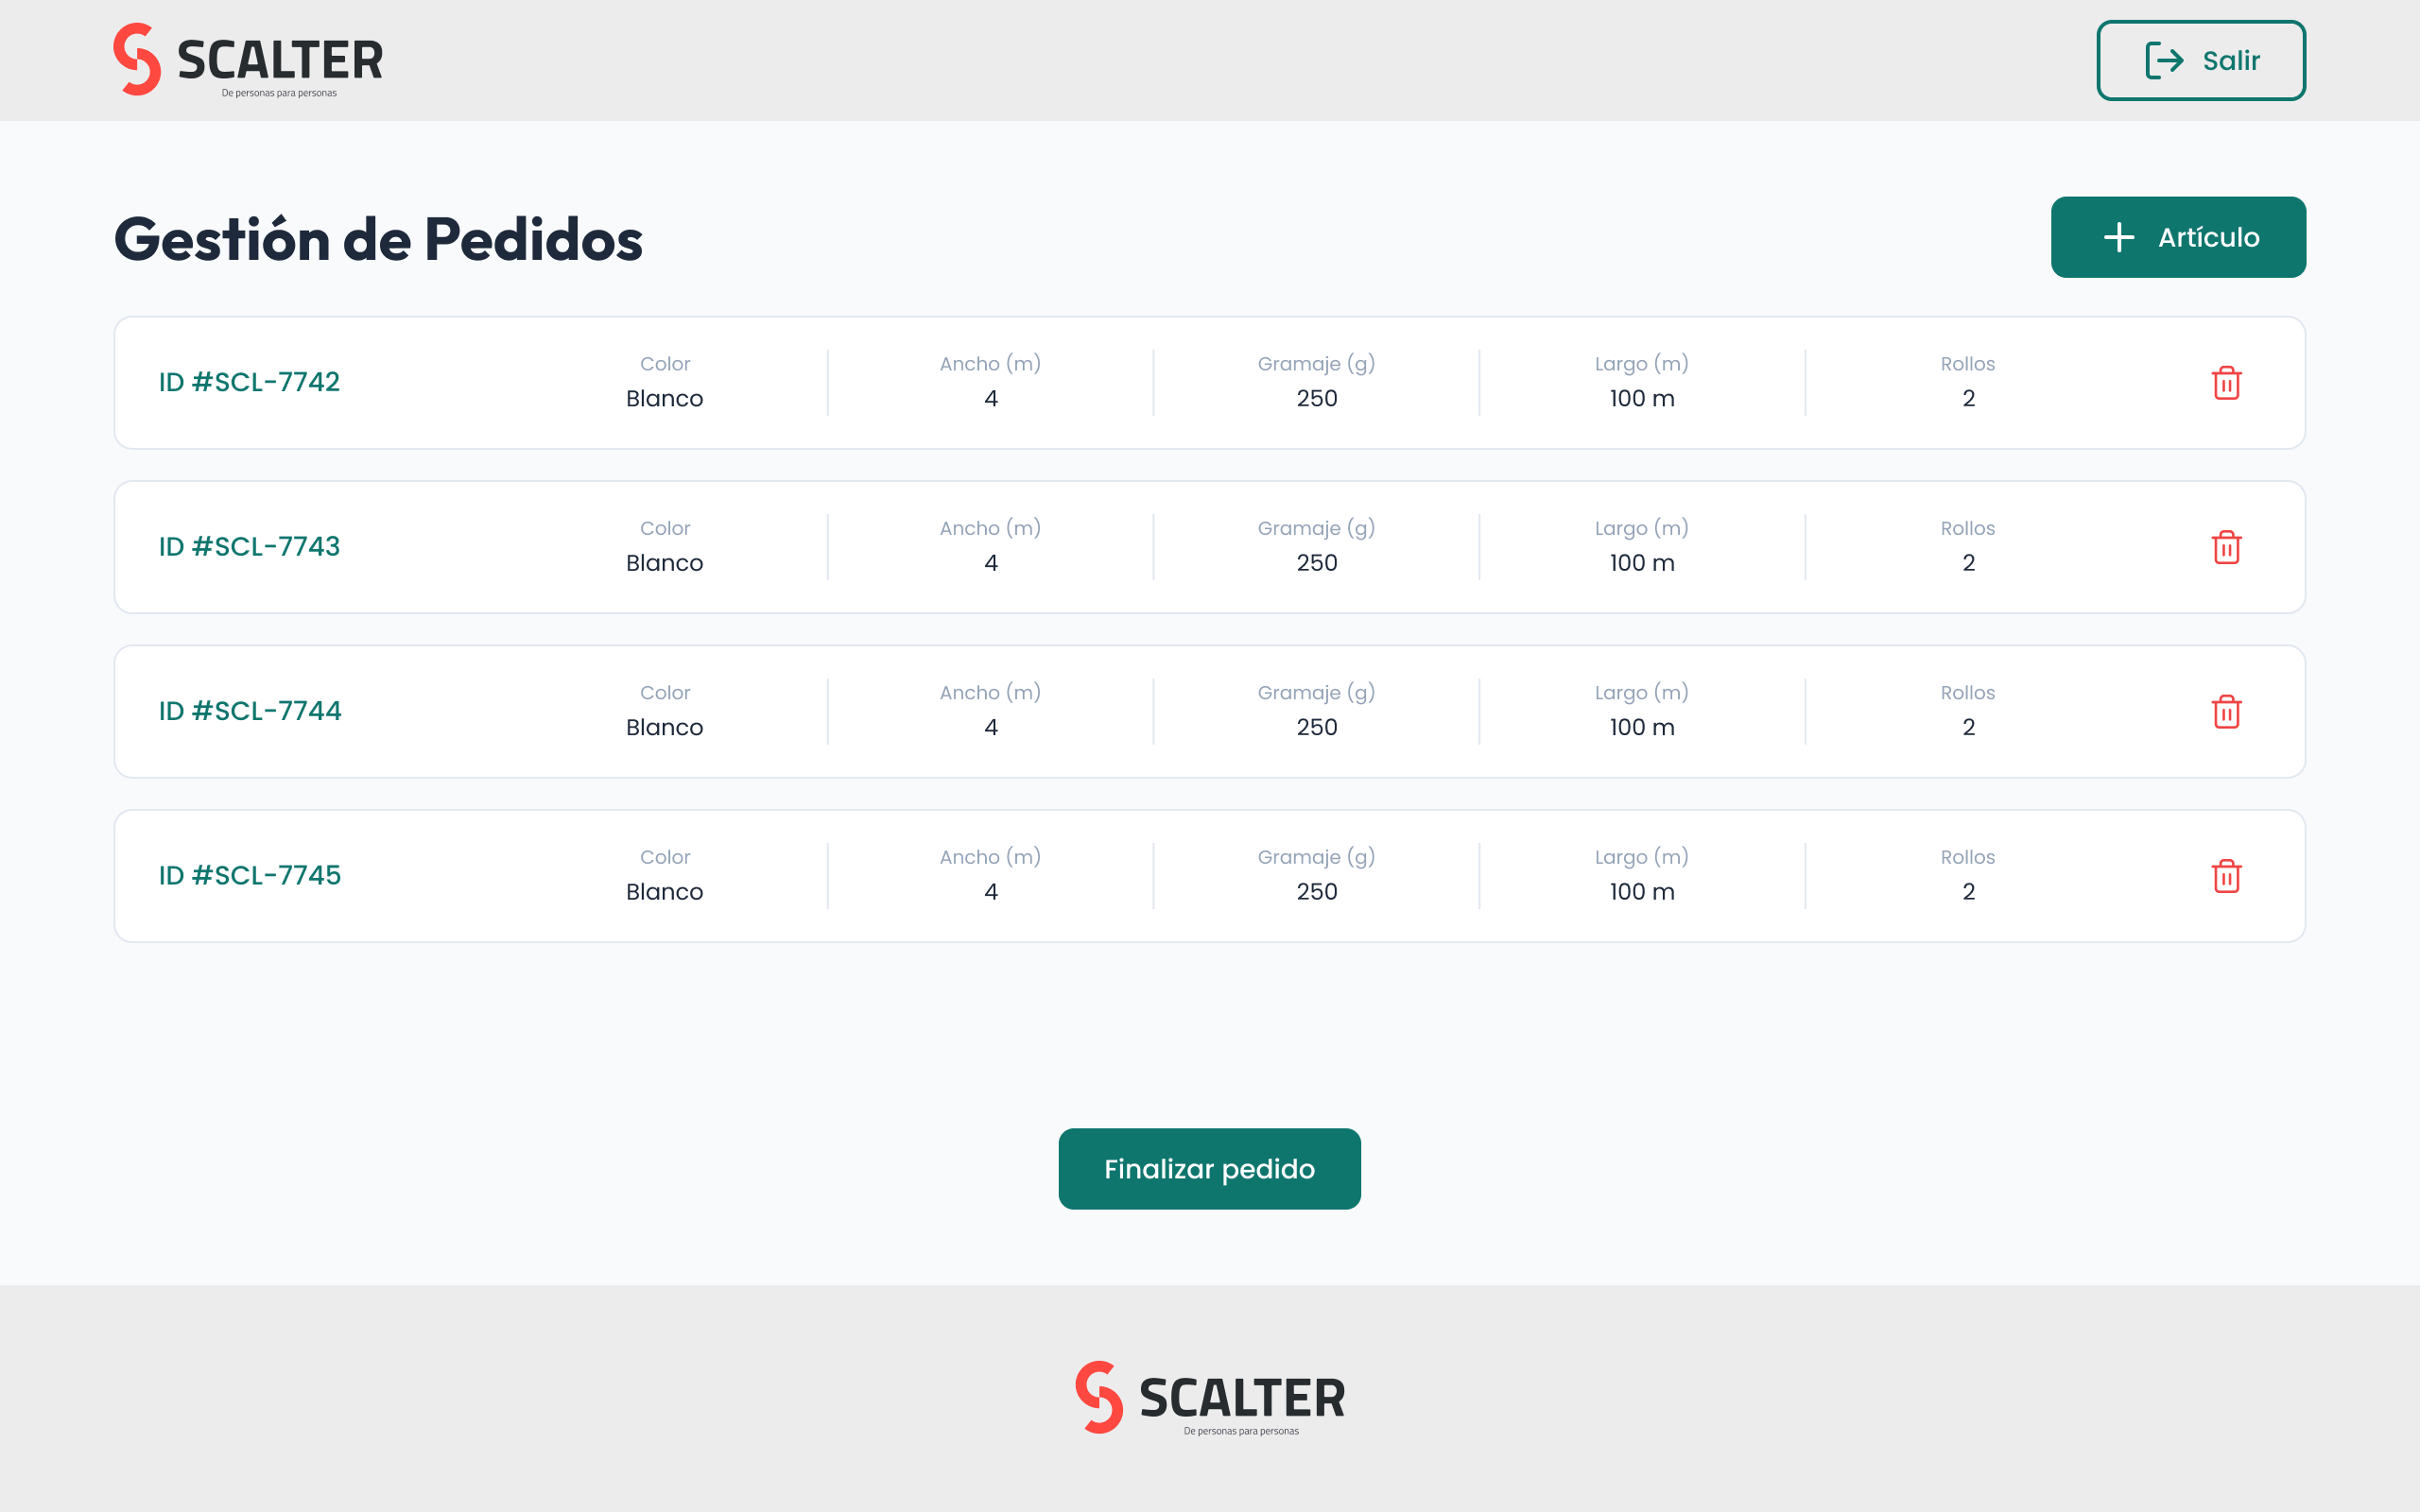 SCALTER
De personas para personas
Salir
Gestión de Pedidos
Artículo
ID #SCL-7742
Color
Blanco
Ancho (m)
4
Gramaje (g)
250
Largo (m)
100 m
Rollos
2
ID #SCL-7743
Color
Blanco
Ancho (m)
4
Gramaje (g)
250
Largo (m)
100 m
Rollos
2
ID #SCL-7744
Color
Blanco
Ancho (m)
4
Gramaje (g)
250
Largo (m)
100 m
Rollos
2
ID #SCL-7745
Color
Blanco
Ancho (m)
4
Gramaje (g)
250
Largo (m)
100 m
Rollos
2
Finalizar pedido
SCALTER
De personas para personas